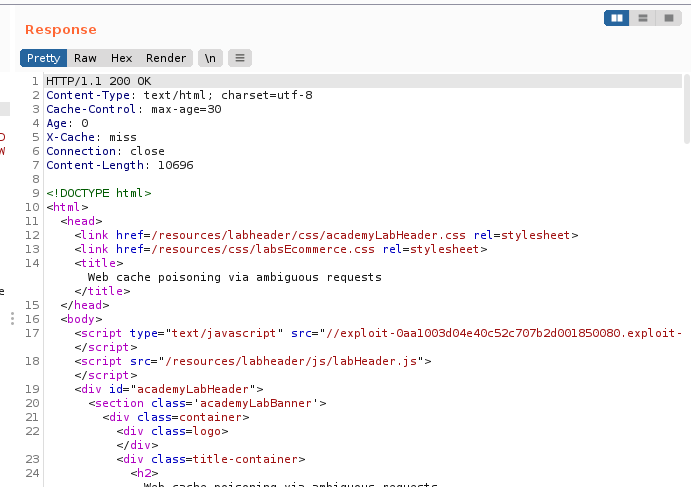 Response
Pretty Raw Hex Render \n
1 HTTP/1.1 200 OK
2 Content-Type: text/html; charset=utf-8
3 Cache-Control: max-age=30
4 Age: 0
5 X-Cache: miss
6 Connection: close
7 Content-Length: 10696
8
9 <!DOCTYPE html>
10 <html>
11 <head>
12 <link href=/resources/labheader/css/academyLabHeader.css rel=stylesheet>
13 <link href=/resources/css/labsEcommerce.css rel=stylesheet>
14 <title>
Web cache poisoning via ambiguous requests
</title>
15 </head>
16 <body>
17 <script type="text/javascript" src="//exploit-0aa1003d04e40c52c707b2d001850080.exploit-
</script>
18 <script src="/resources/labheader/js/labHeader.js">
</script>
19 <div id="academyLabHeader">
20 <section class='academyLabBanner'>
21 <div class=container>
22 <div class=logo>
</div>
23 <div class=title-container>
24 <h2>
Web cache poisoning via ambiguous requests